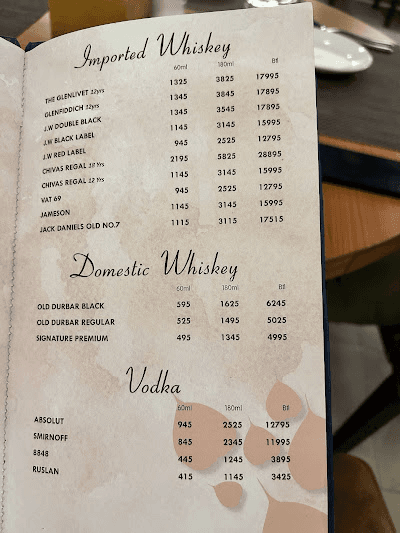 Imported Whiskey
60ml 180ml Btl
THE GLENLIVET 12yrs 1325 3825 17995
GLENFIDDICH 12yrs 1345 3845 17895
J.W DOUBLE BLACK 1345 3545 17895
J.W BLACK LABEL 1145 3145 15995
J.W RED LABEL 945 2525 12795
CHIVAS REGAL 18 Yrs 2195 5825 28895
CHIVAS REGAL 12 Yrs 1145 3145 15995
VAT 69 945 2525 12795
JAMESON 1145 3145 15995
JACK DANIELS OLD NO.7 1115 3115 17515
Domestic Whiskey
60ml 180ml Btl
OLD DURBAR BLACK 595 1625 6245
OLD DURBAR REGULAR 525 1495 5025
SIGNATURE PREMIUM 495 1345 4995
Vodka
60ml 180ml Btl
ABSOLUT 945 2525 12795
SMIRNOFF 845 2345 11995
8848 445 1245 3895
RUSLAN 415 1145 3425